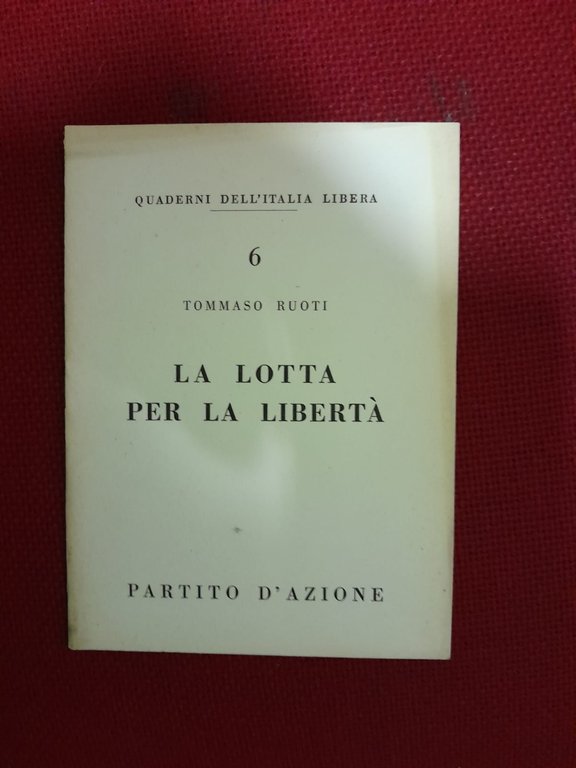 QUADERNI DELL'ITALIA LIBERA
6
TOMMASO RUOTI
LA LOTTA
PER LA LIBERTÀ
PARTITO D'AZIONE